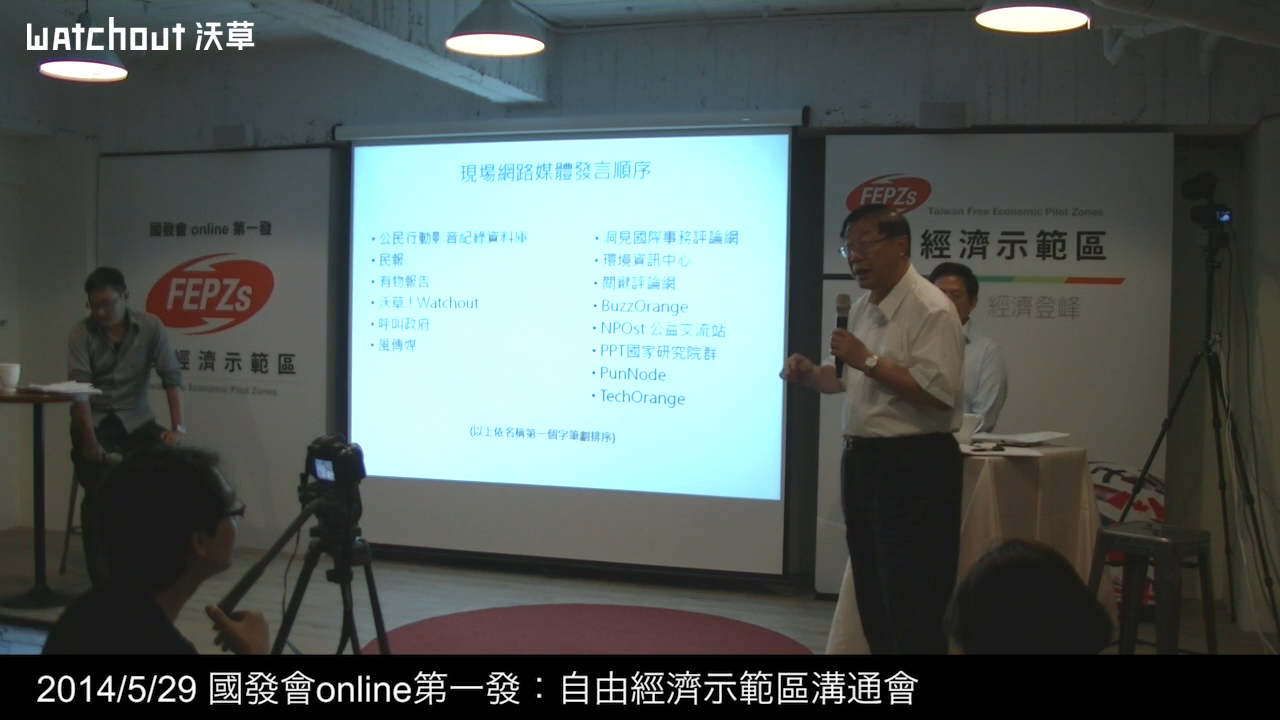 watchout 沃草
現場網路媒體發言順序
• 公民行動影音紀錄資料庫
• 民報
• 有物報告
• 沃草！Watchout
• 呼叫政府
• 風傳媒
• 洞見國際事務評論網
• 環境資訊中心
• 關鍵評論網
• BuzzOrange
• NPOst 公益交流站
• PPT國家研究院群
• PunNode
• TechOrange
(以上依名稱第一個字筆劃排序)
國發會 online 第一發
FEPZs
經濟示範區
Economic Pilot Zones
FEPZs
Taiwan Free Economic Pilot Zones
經濟示範區
經濟登峰
2014/5/29 國發會online第一發：自由經濟示範區溝通會